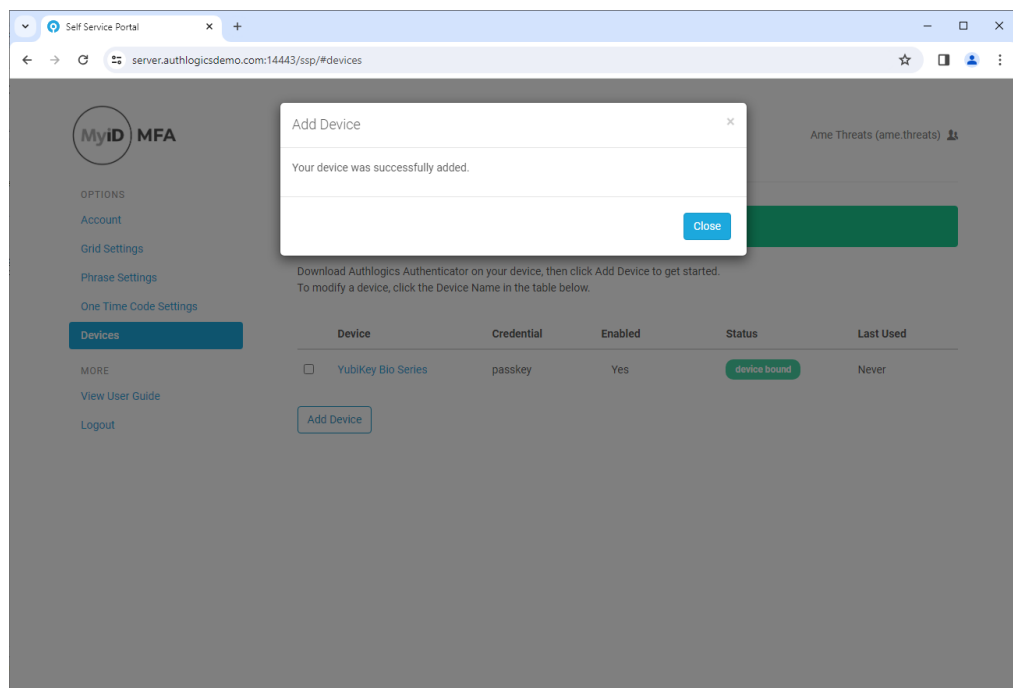 Self Service Portal
server.authlogicsdemo.com:14443/ssp/#devices
MyiD MFA
Ame Threats (ame.threats)
Add Device
×
Your device was successfully added.
Close
OPTIONS
Account
Grid Settings
Phrase Settings
One Time Code Settings
Devices
MORE
View User Guide
Logout
Download Authlogics Authenticator on your device, then click Add Device to get started.
To modify a device, click the Device Name in the table below.
Device Credential Enabled Status Last Used
YubiKey Bio Series passkey Yes device bound Never
Add Device